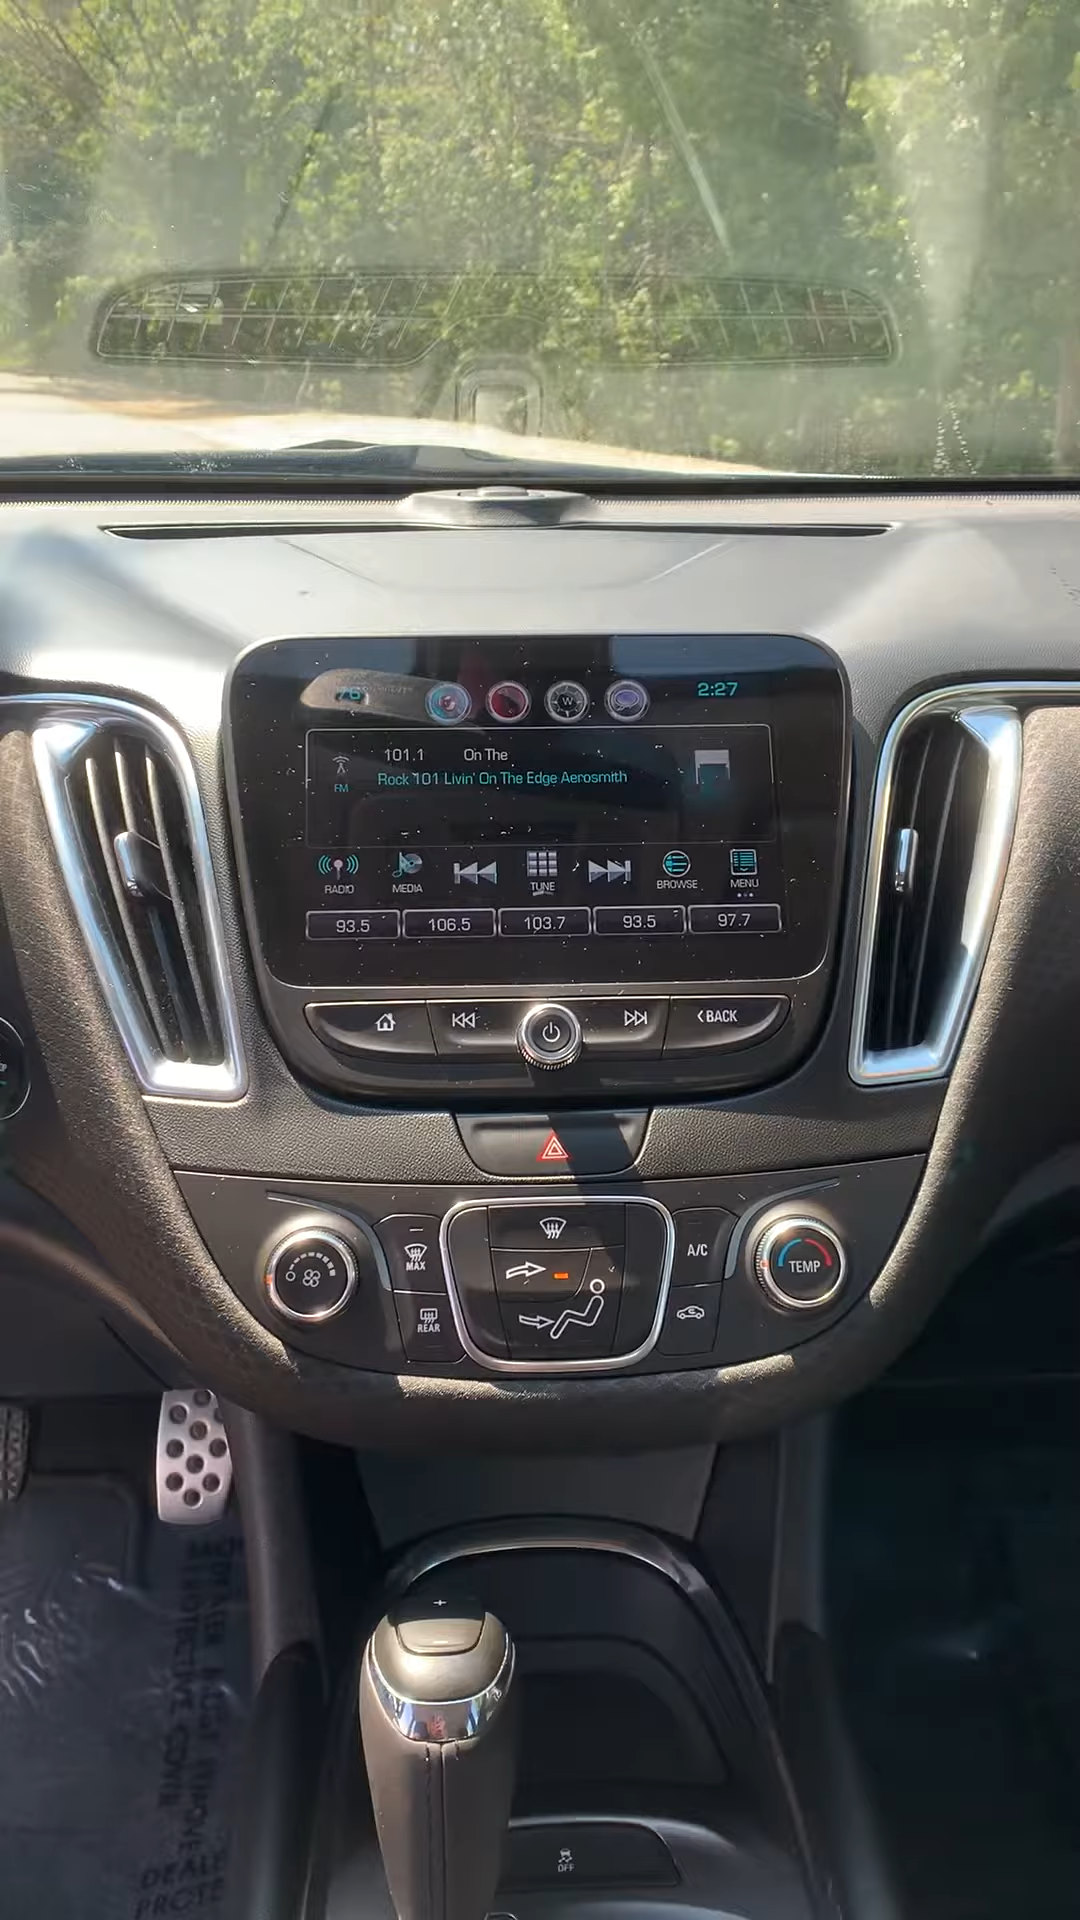 76°
W
2:27
101.1 On The
FM
Rock 101 Livin' On The Edge Aerosmith
RADIO MEDIA TUNE BROWSE MENU
93.5 106.5 103.7 93.5 97.7
BACK
MAX
A/C
TEMP
REAR
+
OFF